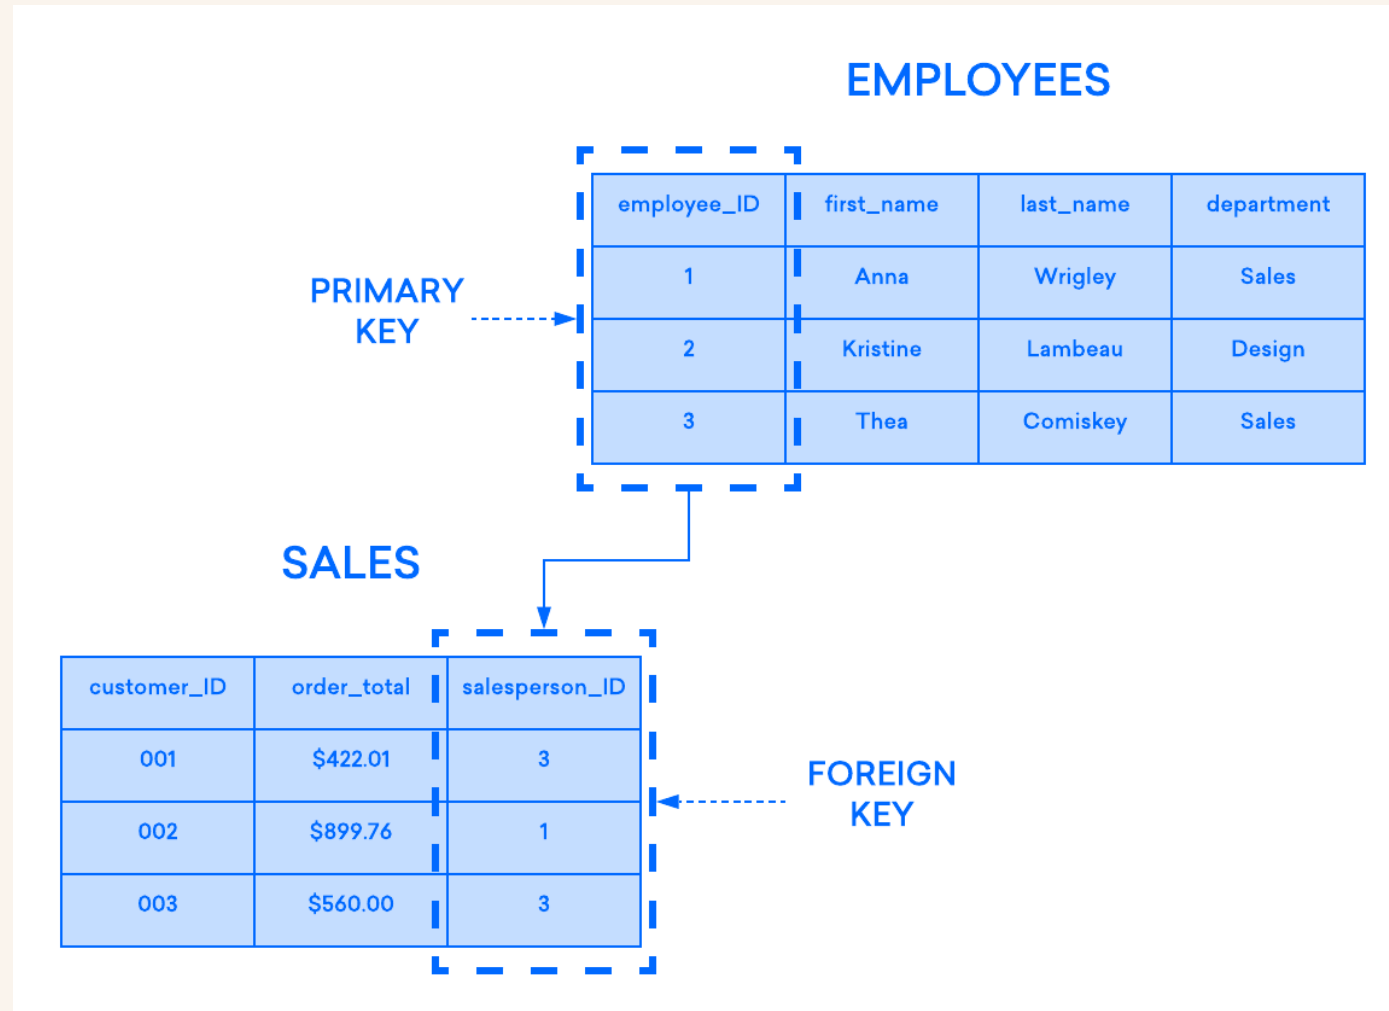 EMPLOYEES
employee_ID first_name last_name department
1 Anna Wrigley Sales
PRIMARY
KEY
2 Kristine Lambeau Design
3 Thea Comiskey Sales
SALES
customer_ID order_total salesperson_ID
001 $422.01 3
002 $899.76 1
003 $560.00 3
FOREIGN
KEY